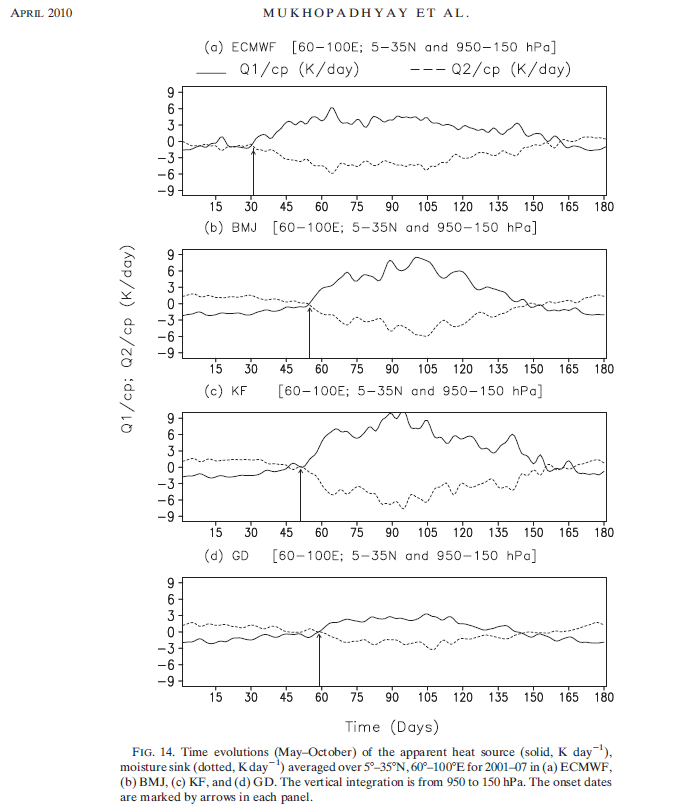 APRIL 2010
MUKHOPADHYAY ET AL.
(a) ECMWF [60−100E; 5−35N and 950−150 hPa]
Q1/cp (K/day) Q2/cp (K/day)
9
6
3
0
−3
−6
−9
15 30 45 60 75 90 105 120 135 150 165 180
(b) BMJ [60−100E; 5−35N and 950−150 hPa]
9
6
3
0
−3
−6
−9
15 30 45 60 75 90 105 120 135 150 165 180
(c) KF [60−100E; 5−35N and 950−150 hPa]
9
6
3
0
−3
−6
−9
15 30 45 60 75 90 105 120 135 150 165 180
(d) GD [60−100E; 5−35N and 950−150 hPa]
9
6
3
0
−3
−6
−9
15 30 45 60 75 90 105 120 135 150 165 180
Q1/cp; Q2/cp (K/day)
Time (Days)
FIG. 14. Time evolutions (May–October) of the apparent heat source (solid, K day⁻¹),
moisture sink (dotted, K day⁻¹) averaged over 5°–35°N, 60°–100°E for 2001–07 in (a) ECMWF,
(b) BMJ, (c) KF, and (d) GD. The vertical integration is from 950 to 150 hPa. The onset dates
are marked by arrows in each panel.